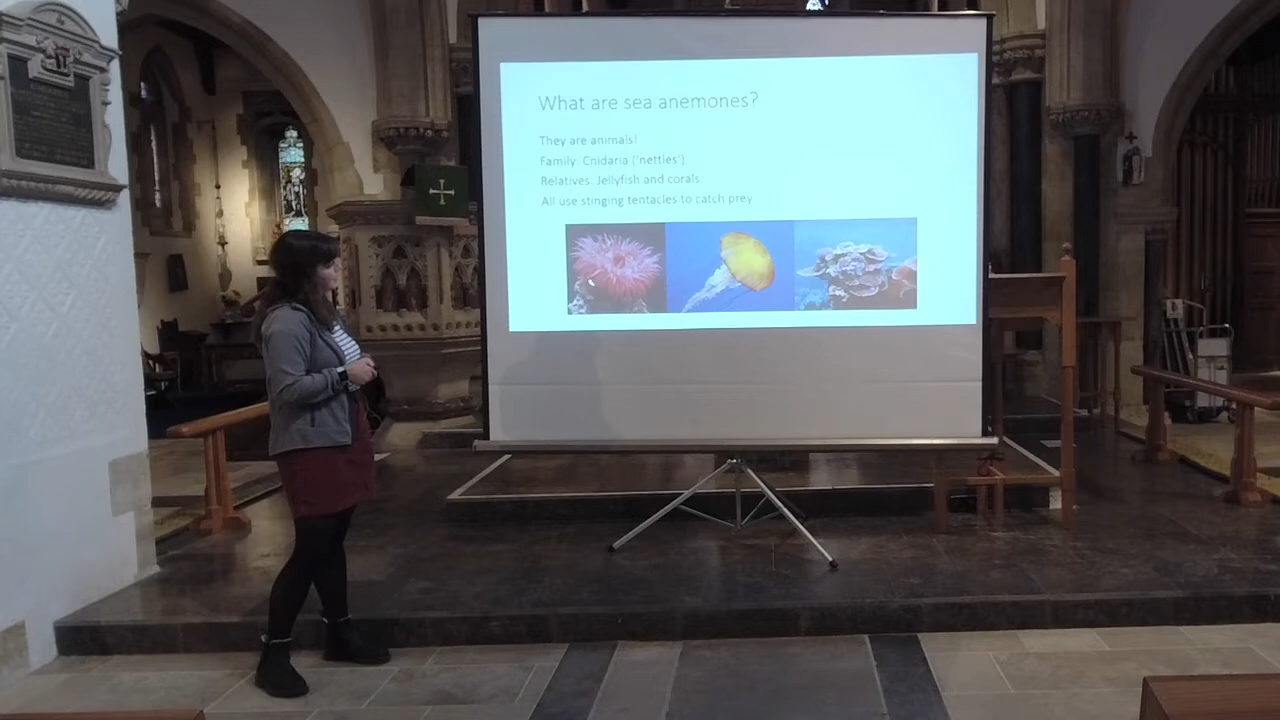 What are sea anemones?
They are animals!
Family: Cnidaria ('nettles')
Relatives: Jellyfish and corals
All use stinging tentacles to catch prey